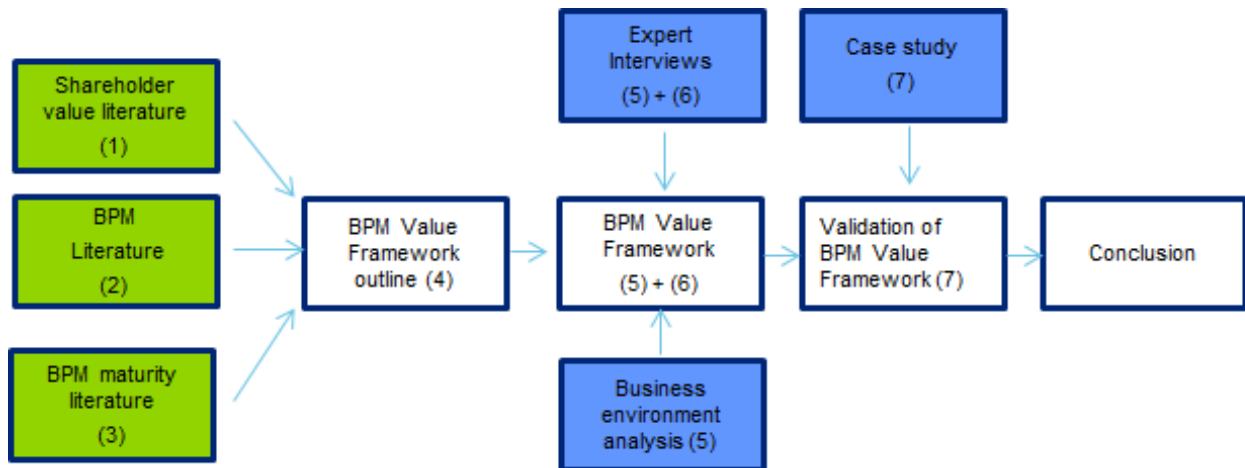 Shareholder
value literature
(1)
BPM
Literature
(2)
BPM maturity
literature
(3)
BPM Value
Framework
outline (4)
Expert
Interviews
(5) + (6)
BPM Value
Framework
(5) + (6)
Business
environment
analysis (5)
Case study
(7)
Validation of
BPM Value
Framework (7)
Conclusion